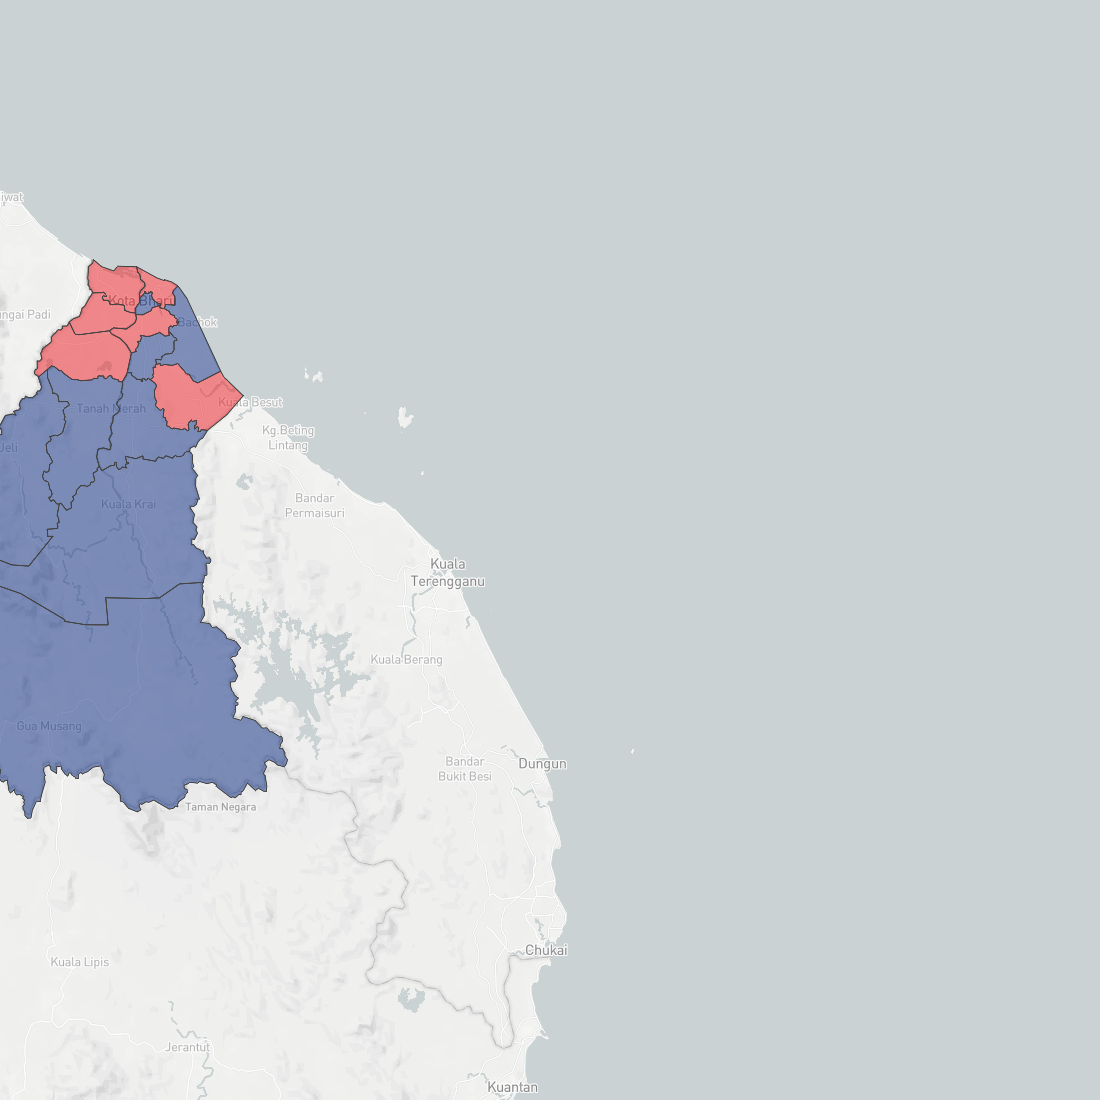 iwat
ngai Padi
Kota Bharu
Bachok
Tanah Merah
Kuala Besut
Jeli
Kg.Beting
Lintang
Kuala Krai
Bandar
Permaisuri
Kuala
Terengganu
Kuala Berang
Gua Musang
Bandar
Bukit Besi
Dungun
Taman Negara
Chukai
Kuala Lipis
Jerantut
Kuantan